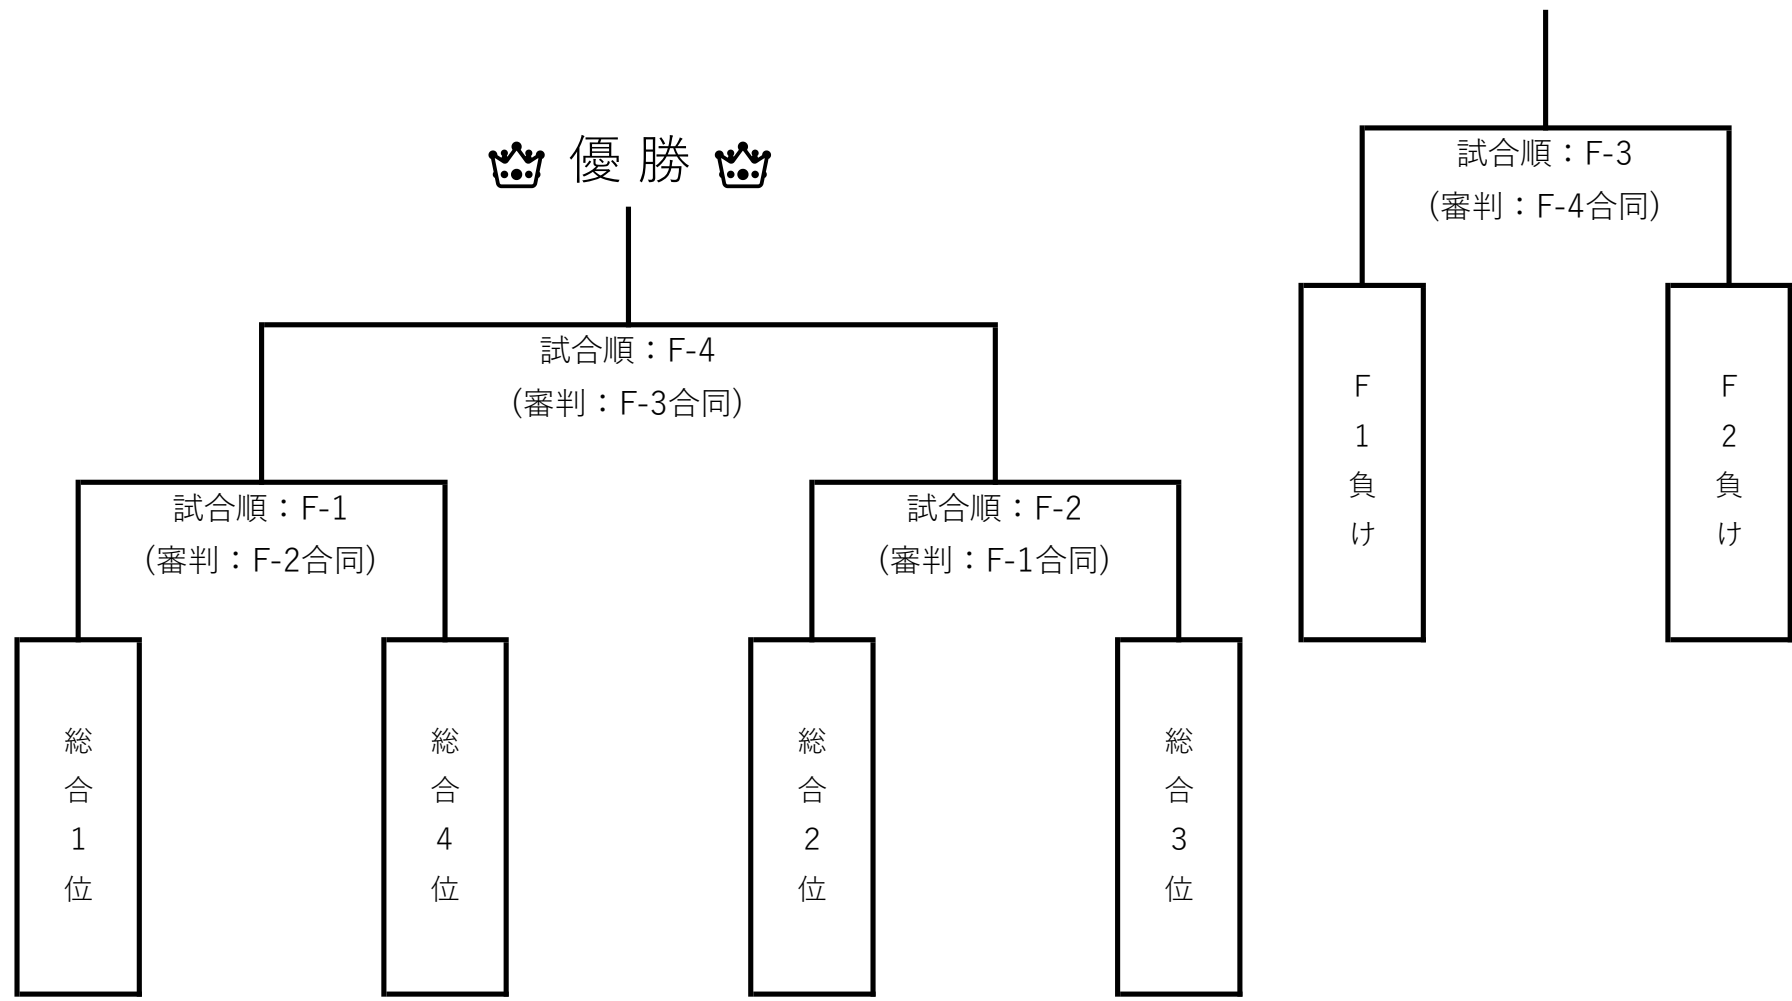 優勝
試合順：F-4
（審判：F-3合同）
試合順：F-1
（審判：F-2合同）
試合順：F-2
（審判：F-1合同）
総合1位
総合4位
総合2位
総合3位
試合順：F-3
（審判：F-4合同）
F1負け
F2負け